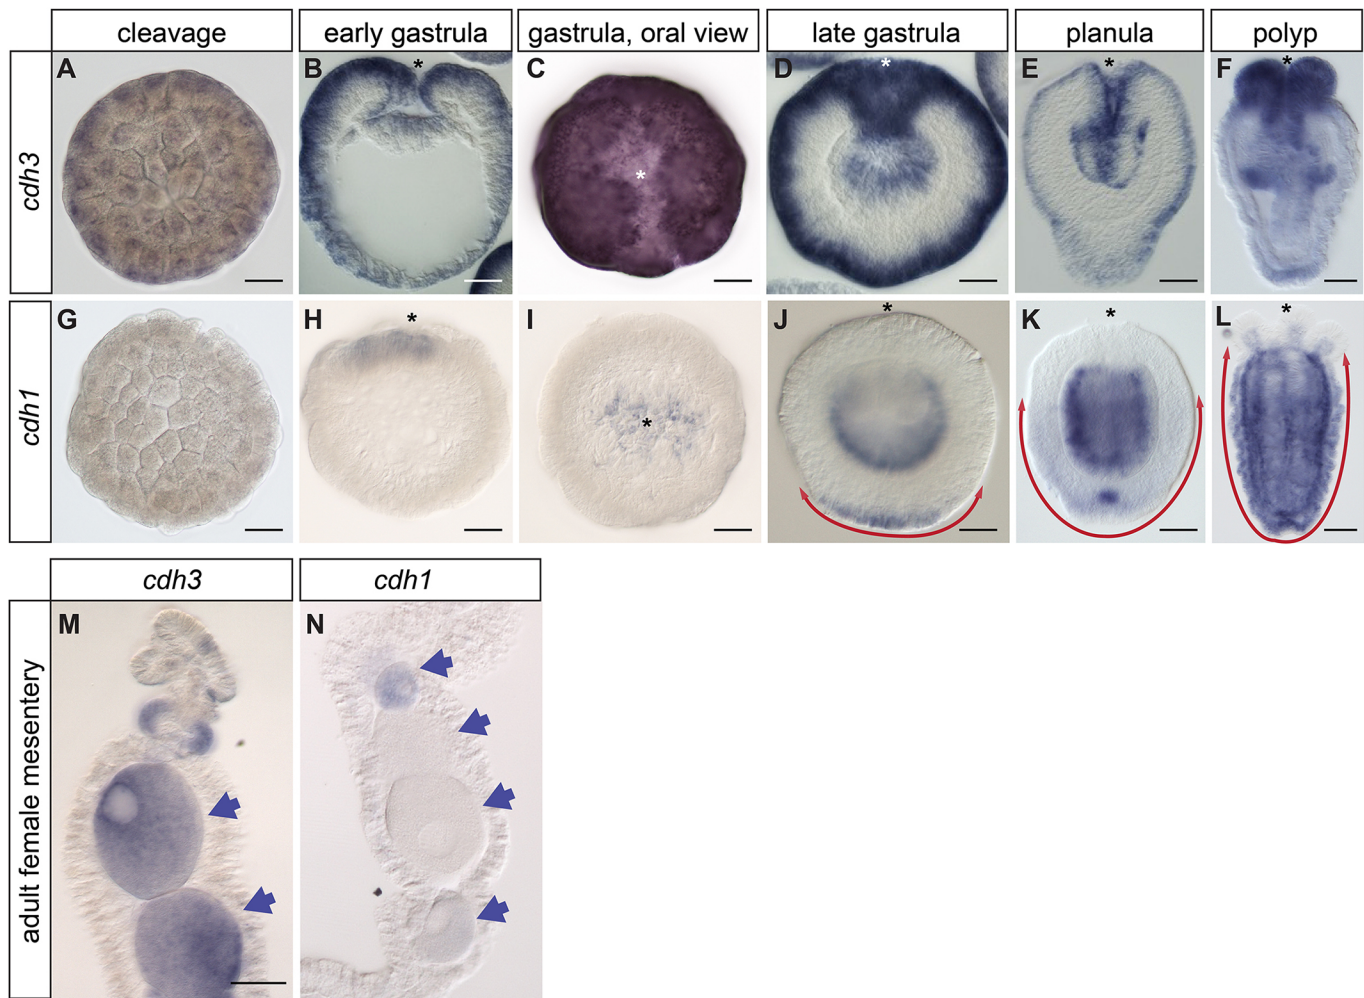 cleavage
early gastrula
gastrula, oral view
late gastrula
planula
polyp
cdh3
A
B
*
C
*
D
*
E
*
F
*
cdh1
G
H
*
I
*
J
*
K
*
L
*
cdh3
cdh1
adult female mesentery
M
N